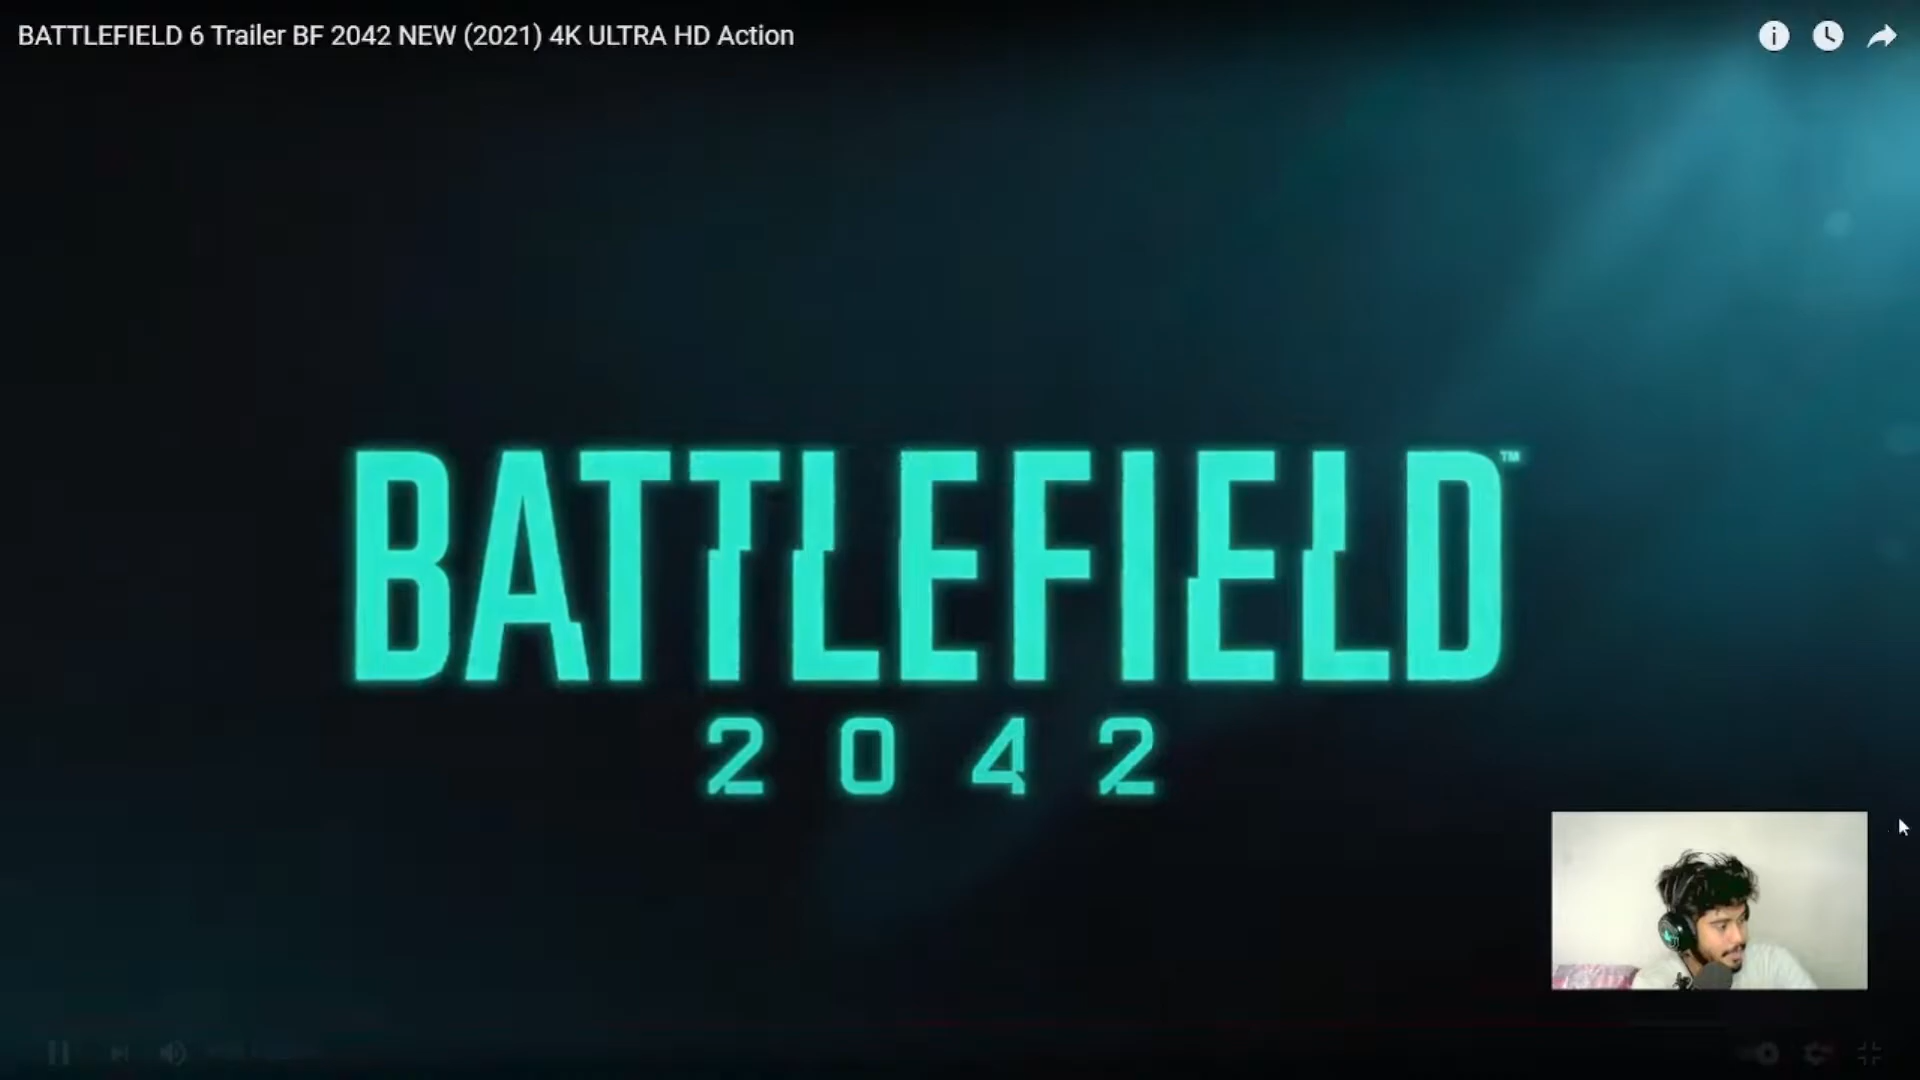 BATTLEFIELD 6 Trailer BF 2042 NEW (2021) 4K ULTRA HD Action
BATTLEFIELD™
2042